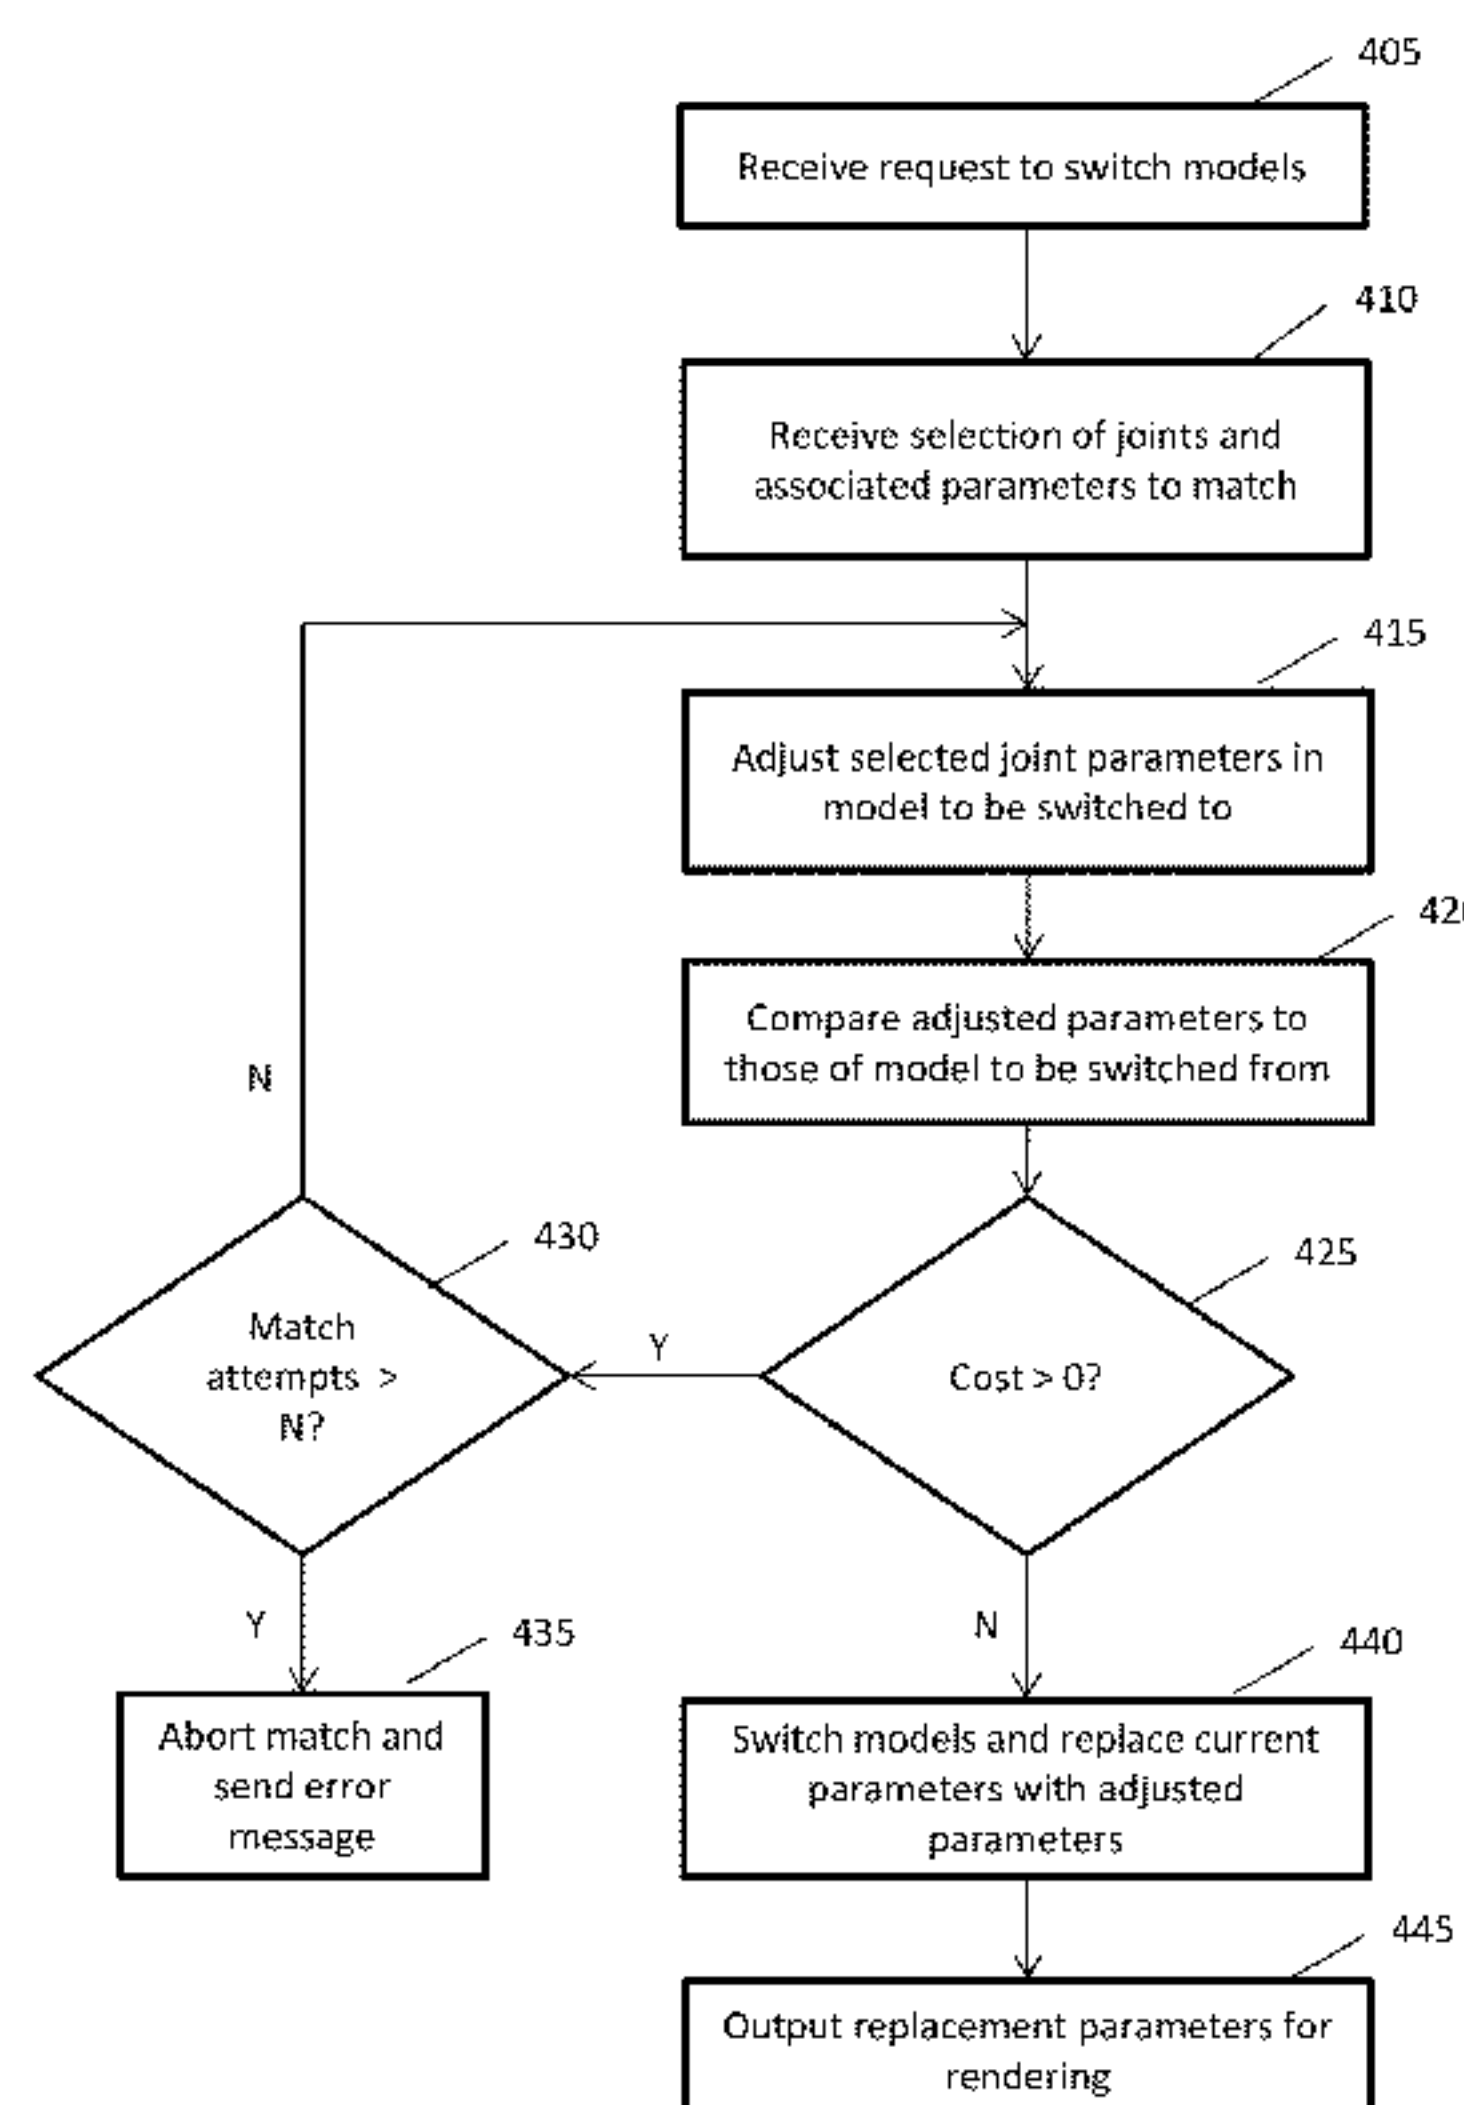 405
Receive request to switch models
410
Receive selection of joints and
associated parameters to match
415
Adjust selected joint parameters in
model to be switched to
Compare adjusted parameters to
those of model to be switched from
N
430
Match
attempts >
N?
Y
425
Cost > 0?
Y
435
Abort match and
send error
message
N
440
Switch models and replace current
parameters with adjusted
parameters
445
Output replacement parameters for
rendering